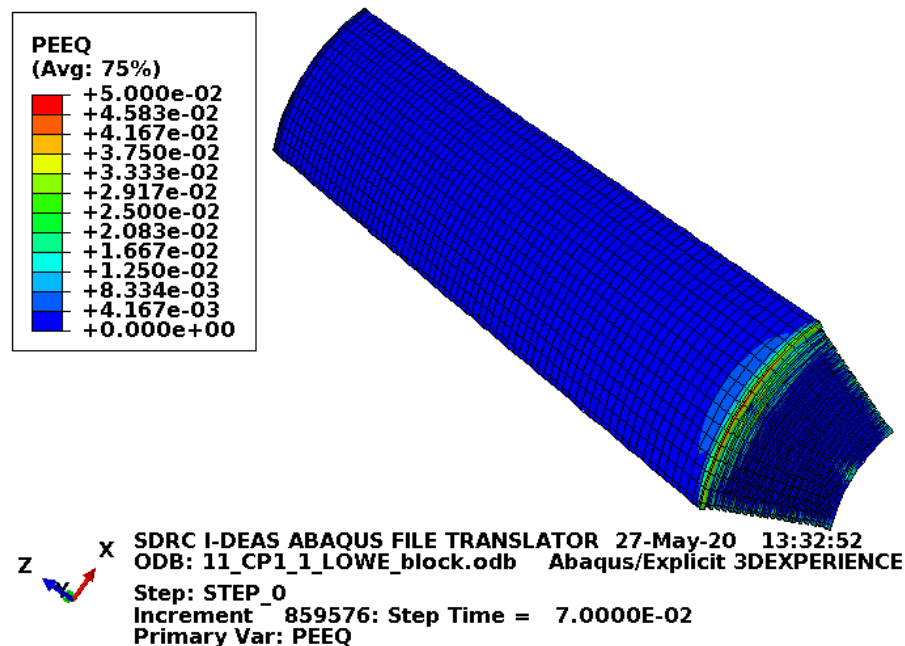 PEEQ
(Avg: 75%)
+5.000e-02
+4.583e-02
+4.167e-02
+3.750e-02
+3.333e-02
+2.917e-02
+2.500e-02
+2.083e-02
+1.667e-02
+1.250e-02
+8.334e-03
+4.167e-03
+0.000e+00
Z
X
Y
SDRC I-DEAS ABAQUS FILE TRANSLATOR 27-May-20 13:32:52
ODB: 11_CP1_1_LOWE_block.odb Abaqus/Explicit 3DEXPERIENCE
Step: STEP_0
Increment 859576: Step Time = 7.0000E-02
Primary Var: PEEQ